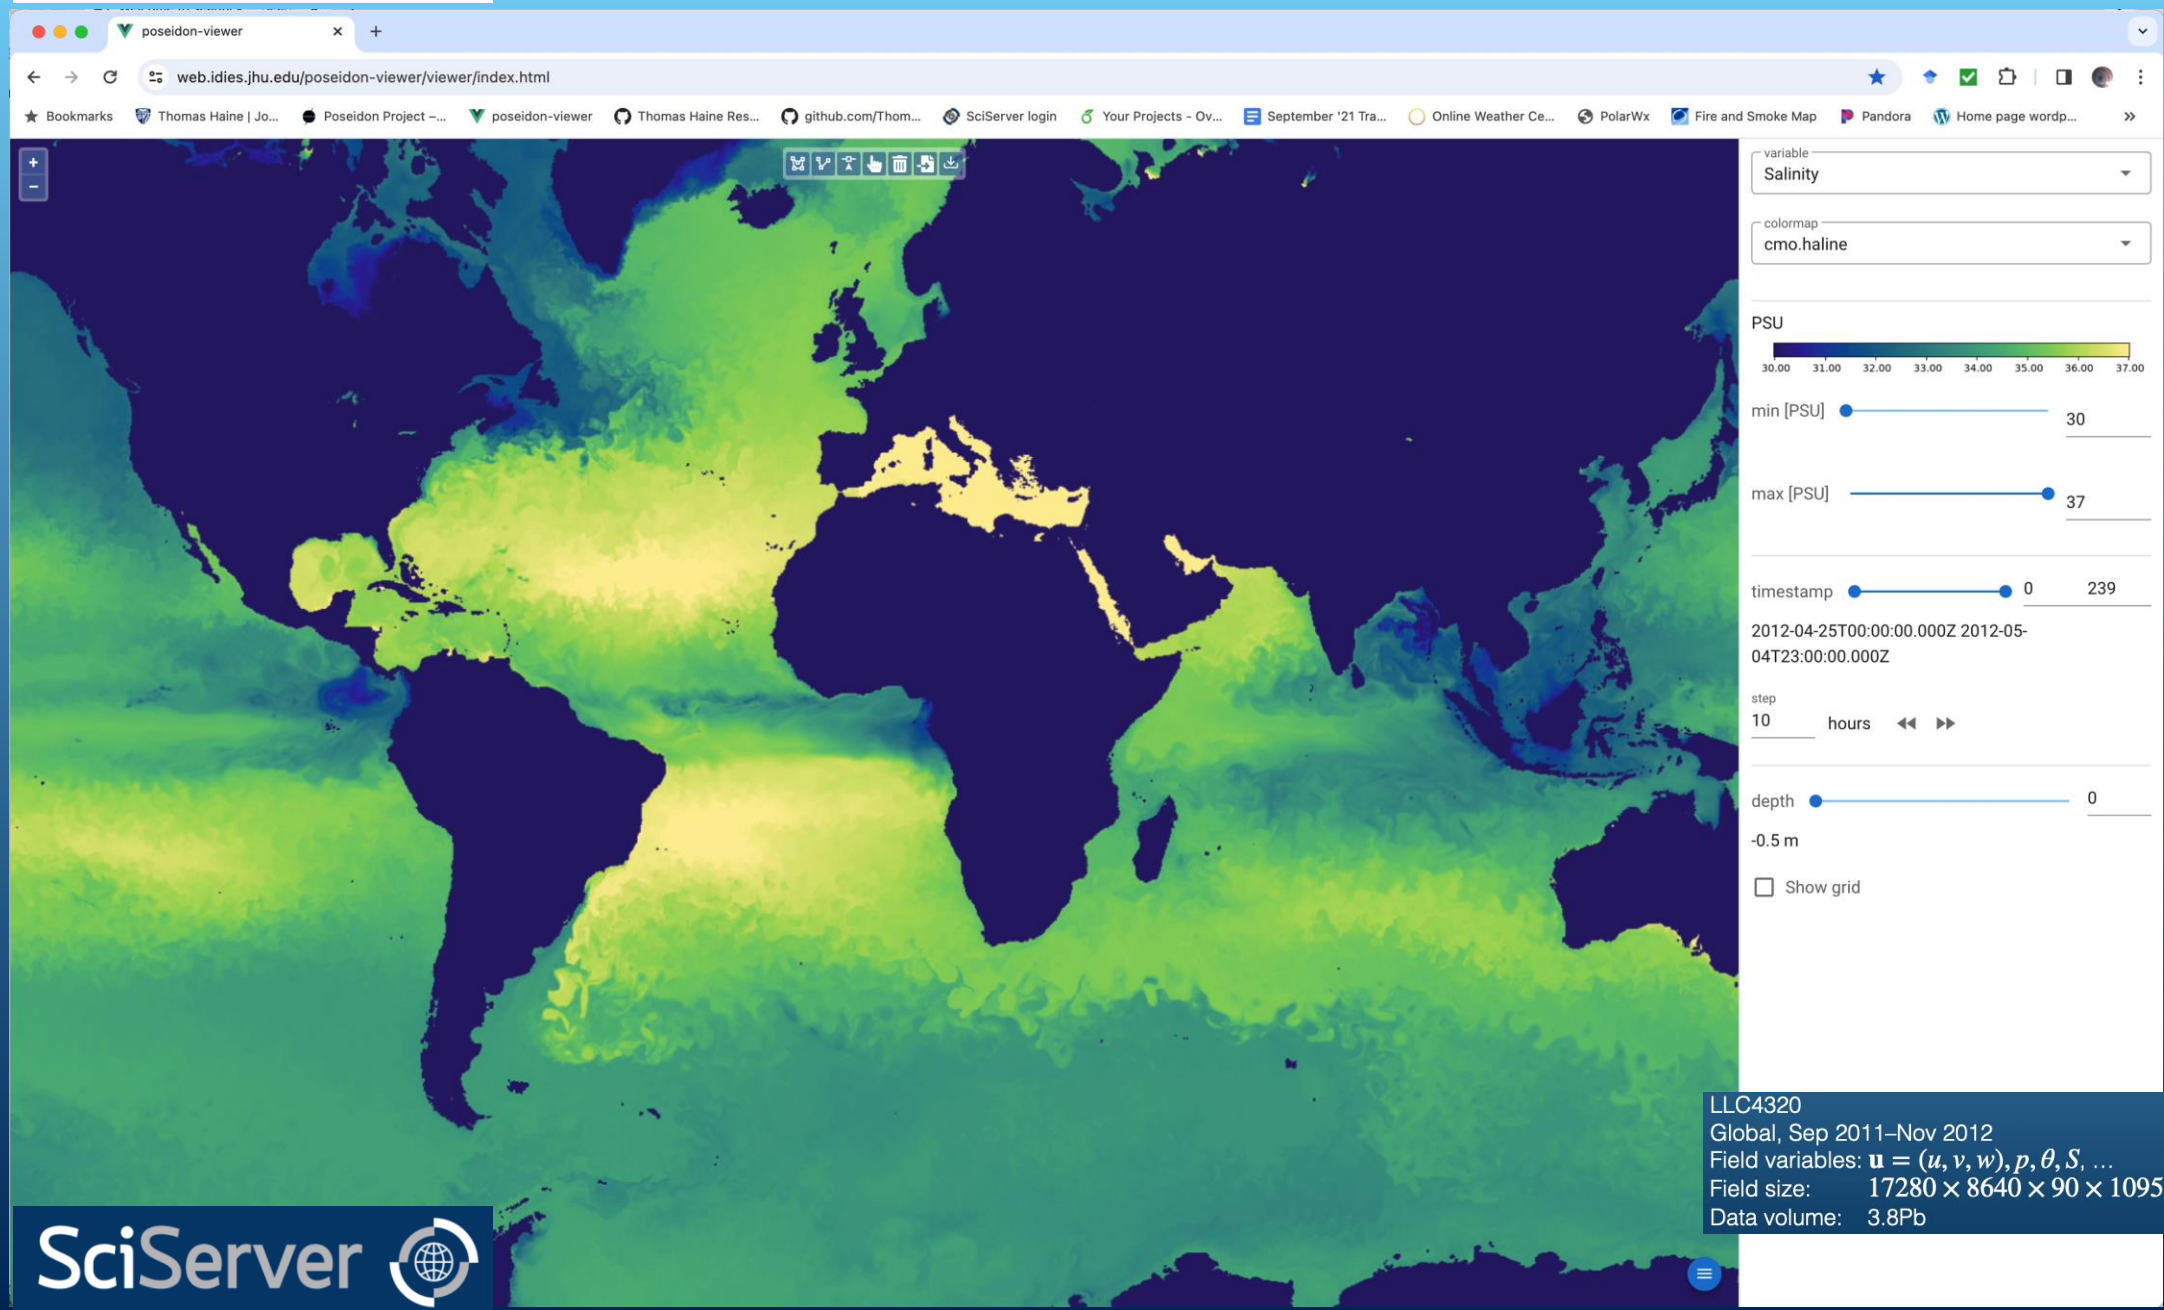 poseidon-viewer
web.idies.jhu.edu/poseidon-viewer/viewer/index.html
Bookmarks
Thomas Haine | Jo...
Poseidon Project –...
poseidon-viewer
Thomas Haine Res...
github.com/Thom...
SciServer login
Your Projects - Ov...
September '21 Tra...
Online Weather Ce...
PolarWx
Fire and Smoke Map
Pandora
Home page wordp...
variable
Salinity
colormap
cmo.haline
PSU
30.00 31.00 32.00 33.00 34.00 35.00 36.00 37.00
min [PSU] 30
max [PSU] 37
timestamp 0 239
2012-04-25T00:00:00.000Z 2012-05-
04T23:00:00.000Z
step
10 hours
depth 0
-0.5 m
Show grid
LLC4320
Global, Sep 2011–Nov 2012
Field variables: u = (u, v, w), p, θ, S, ...
Field size: 17280 × 8640 × 90 × 1095
Data volume: 3.8Pb
SciServer